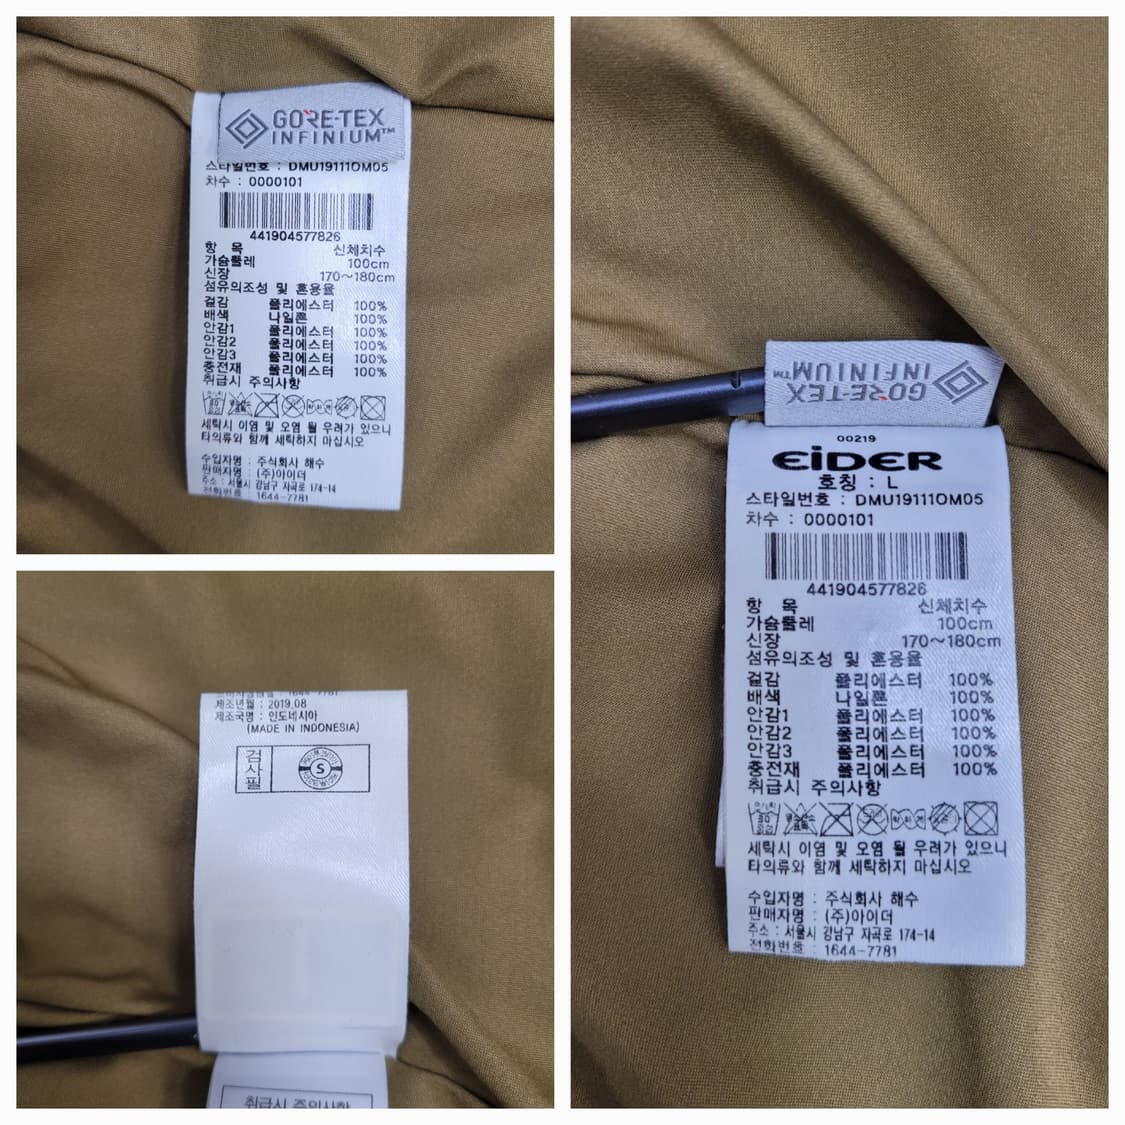 GORE-TEX
INFINIUM™
스타일번호 : DMU19111OM05
차수 : 0000101
441904577826
항 목 신체치수
가슴둘레 100cm
신장 170~180cm
섬유의조성 및 혼용율
겉감 폴리에스터 100%
배색 나일론 100%
안감1 폴리에스터 100%
안감2 폴리에스터 100%
안감3 폴리에스터 100%
충전재 폴리에스터 100%
취급시 주의사항
세탁시 이염 및 오염 될 우려가 있으니
타의류와 함께 세탁하지 마십시오
수입자명 : 주식회사 해수
판매자명 : (주)아이더
주소 : 서울시 강남구 자곡로 174-14
전화번호 : 1644-7781
1644-7781
제조년월 : 2019.08
제조국명 : 인도네시아
(MADE IN INDONESIA)
검사필
S
취급시 주의사항
GORE-TEX
INFINIUM™
00219
EiDER
호칭 : L
스타일번호 : DMU19111OM05
차수 : 0000101
441904577826
항 목 신체치수
가슴둘레 100cm
신장 170~180cm
섬유의조성 및 혼용율
겉감 폴리에스터 100%
배색 나일론 100%
안감1 폴리에스터 100%
안감2 폴리에스터 100%
안감3 폴리에스터 100%
충전재 폴리에스터 100%
취급시 주의사항
세탁시 이염 및 오염 될 우려가 있으니
타의류와 함께 세탁하지 마십시오
수입자명 : 주식회사 해수
판매자명 : (주)아이더
주소 : 서울시 강남구 자곡로 174-14
전화번호 : 1644-7781